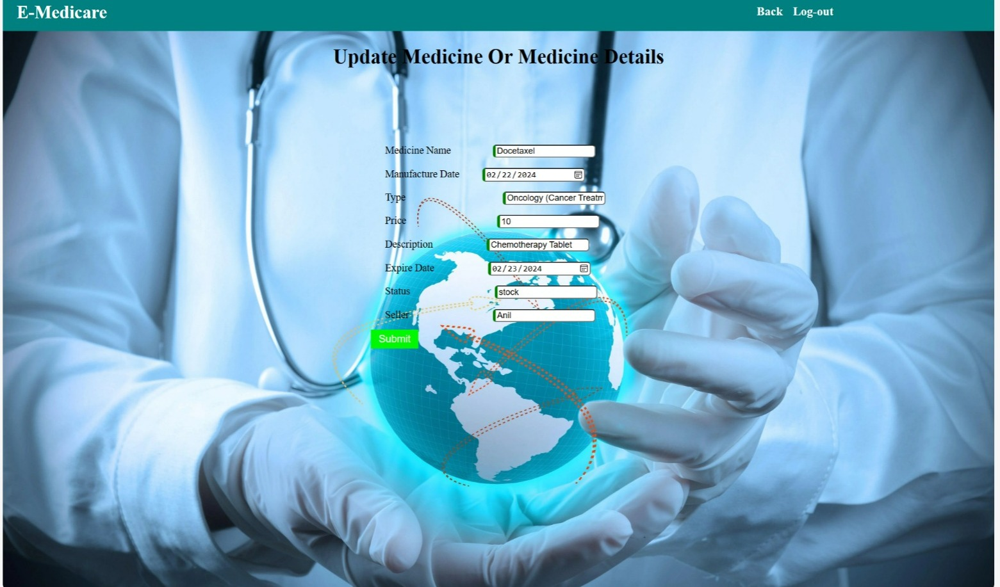 E-Medicare Back Log-out
Update Medicine Or Medicine Details
Medicine Name Docetaxel
Manufacture Date 02/22/2024
Type Oncology (Cancer Treatm
Price 10
Description Chemotherapy Tablet
Expire Date 02/23/2024
Status stock
Seller Anil
Submit